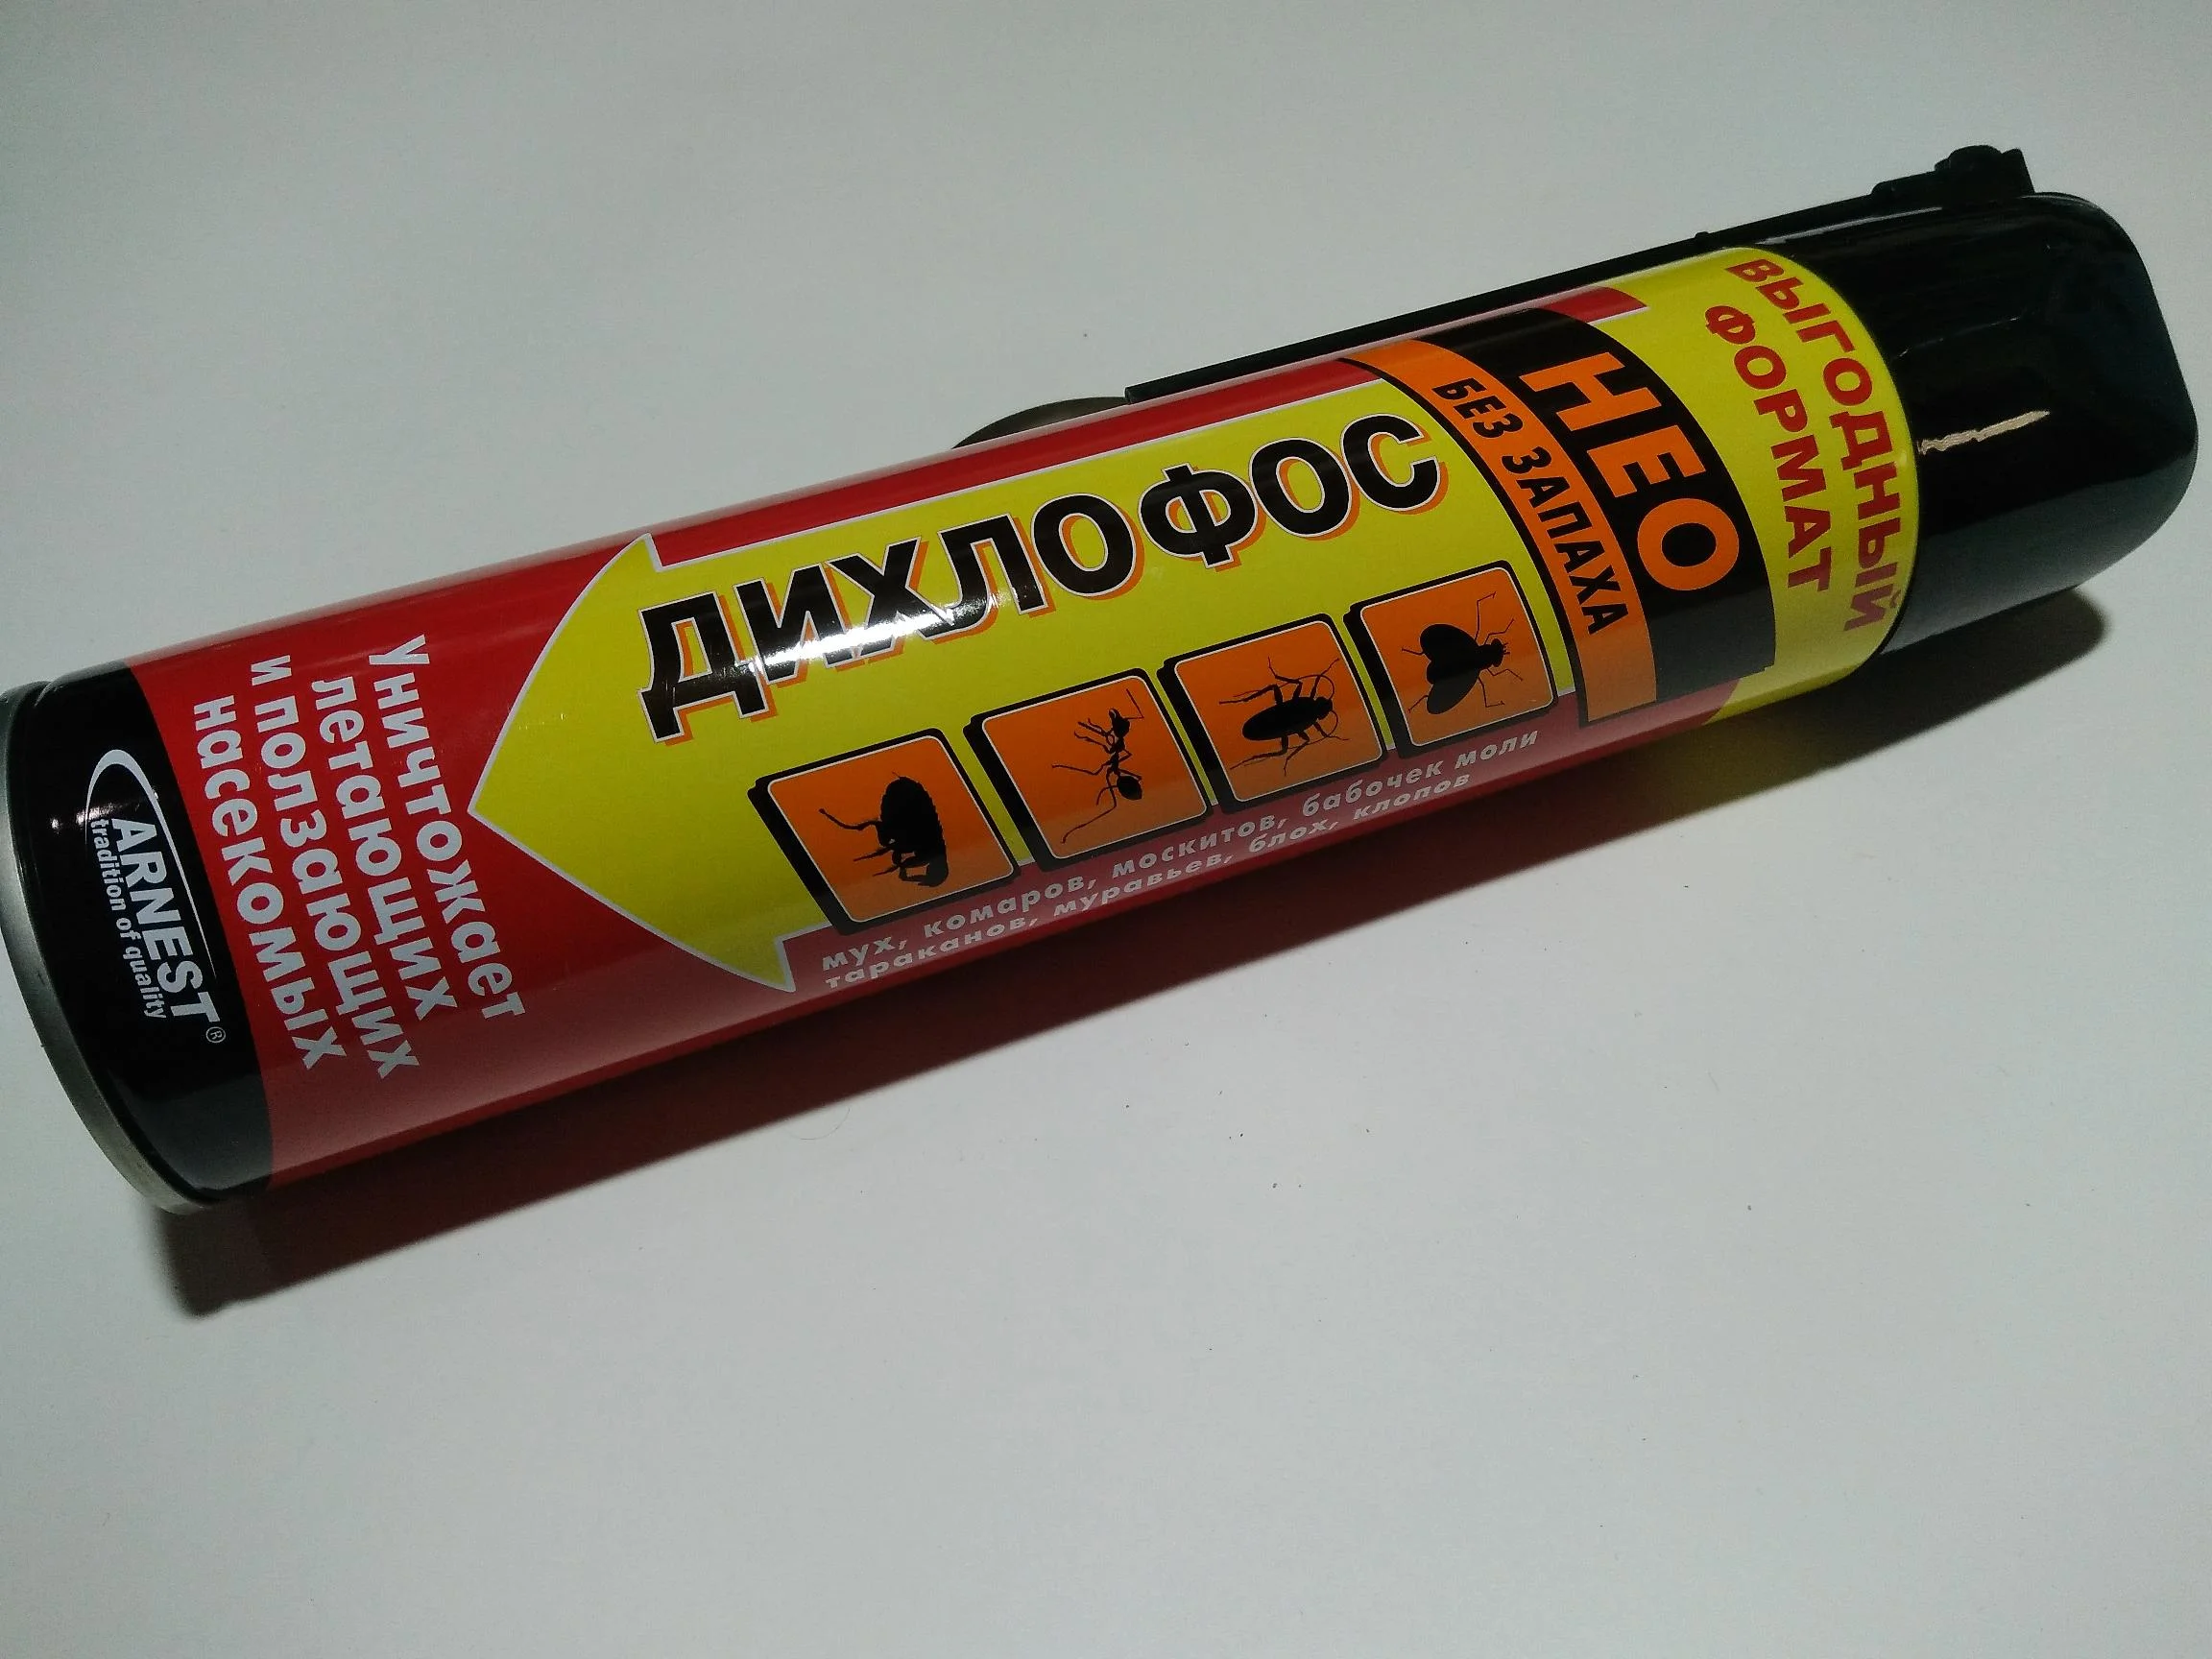 ВЫГОДНЫЙ
ФОРМАТ
НЕО
БЕЗ ЗАПАХА
ДИХЛОФОС
мух, комаров, москитов, бабочек моли
тараканов, муравьев, блох, клопов
уничтожает
летающих
и ползающих
насекомых
ARNEST®
tradition of quality